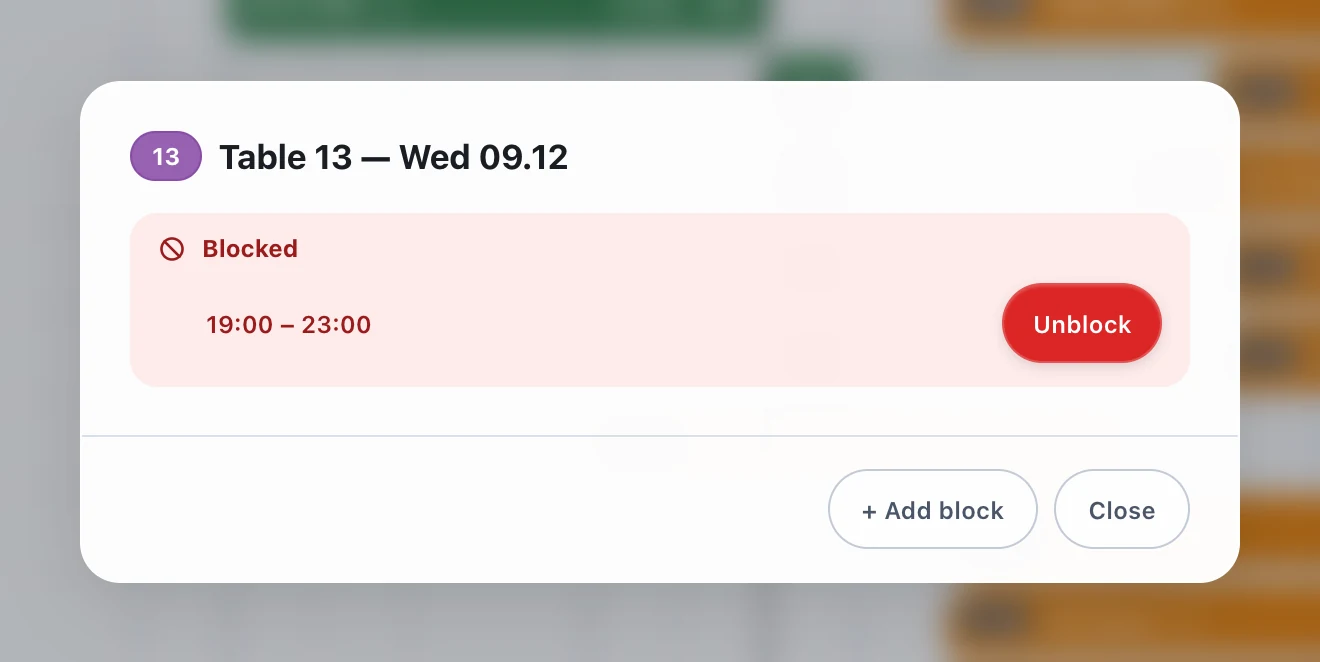 13 Table 13 — Wed 09.12
Blocked
19:00 – 23:00
Unblock
+ Add block
Close